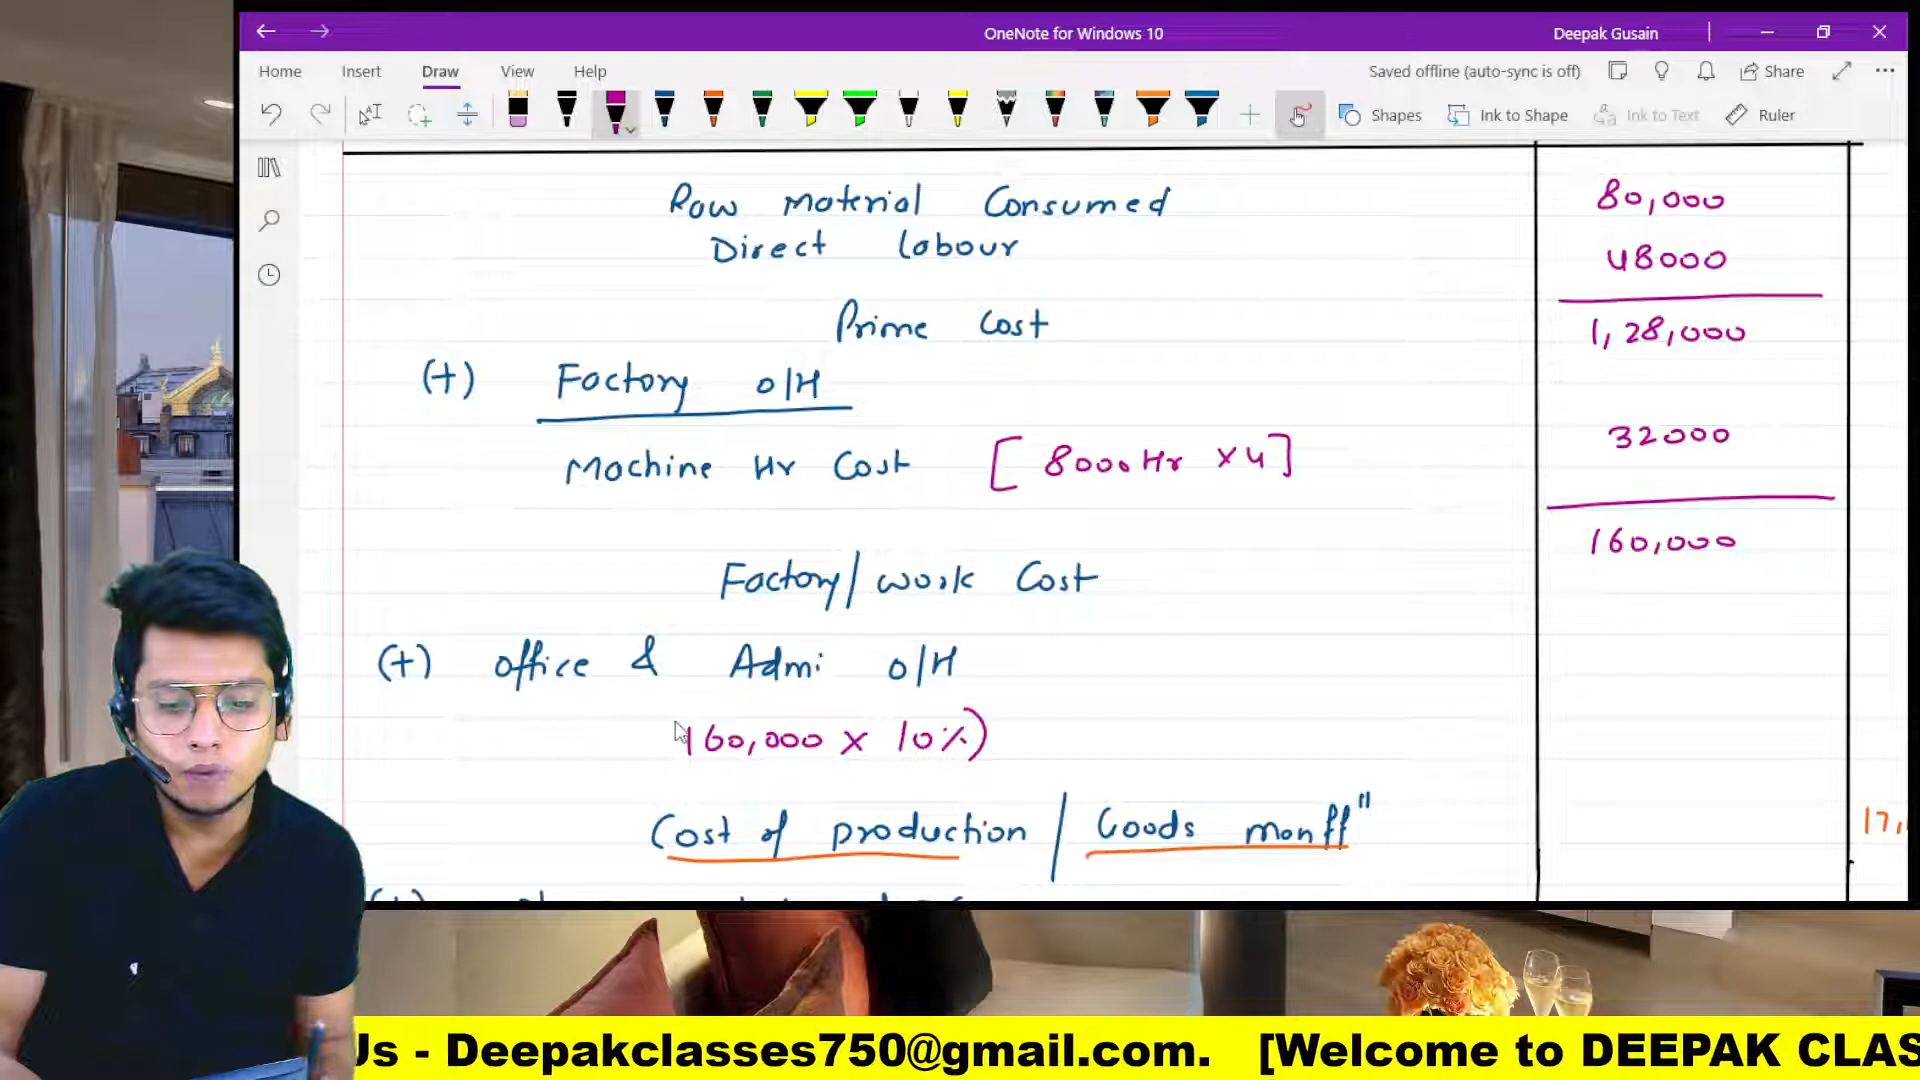 OneNote for Windows 10
Deepak Gusain
Home Insert Draw View Help
Saved offline (auto-sync is off)
Share
Shapes
Ink to Shape
Ink to Text
Ruler
Raw Material Consumed 80,000
Direct labour 48000
Prime Cost 1,28,000
(+) Factory o/H
Machine Hr Cost [8000Hr ×4] 32000
Factory/work Cost 160,000
(+) office & Admi o/H
160,000 × 10%)
Cost of production / Goods manff"
17,
Us - Deepakclasses750@gmail.com. [Welcome to DEEPAK CLAS